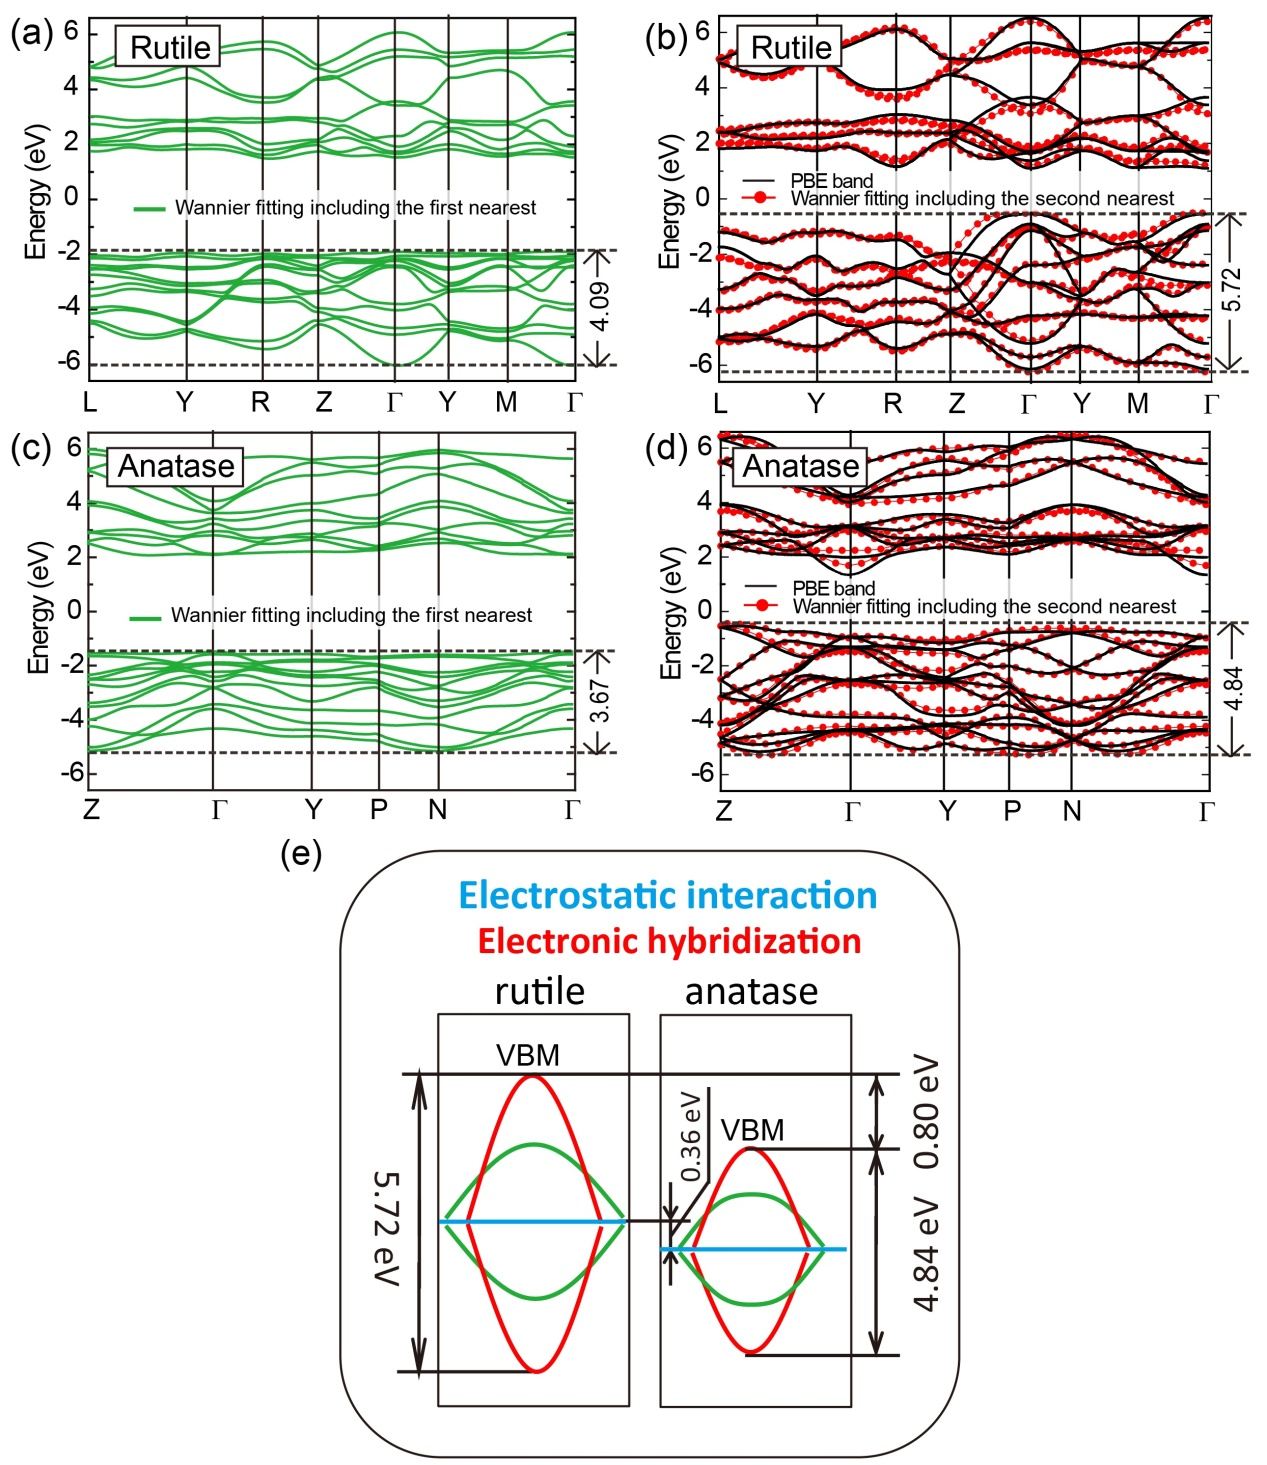 (a)
Rutile
6
4
2
0
-2
-4
-6
Energy (eV)
Wannier fitting including the first nearest
4.09
L Y R Z Γ Y M Γ
(b)
Rutile
6
4
2
0
-2
-4
-6
Energy (eV)
PBE band
Wannier fitting including the second nearest
5.72
L Y R Z Γ Y M Γ
(c)
Anatase
6
4
2
0
-2
-4
-6
Energy (eV)
Wannier fitting including the first nearest
3.67
Z Γ Y P N Γ
(d)
Anatase
6
4
2
0
-2
-4
-6
Energy (eV)
PBE band
Wannier fitting including the second nearest
4.84
Z Γ Y P N Γ
(e)
Electrostatic interaction
Electronic hybridization
rutile anatase
VBM
5.72 eV
0.36 eV
VBM
0.80 eV
4.84 eV